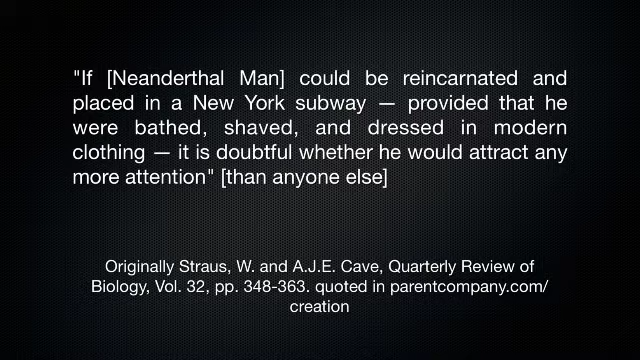 "If [Neanderthal Man] could be reincarnated and
placed in a New York subway — provided that he
were bathed, shaved, and dressed in modern
clothing — it is doubtful whether he would attract any
more attention" [than anyone else]
Originally Straus, W. and A.J.E. Cave, Quarterly Review of
Biology, Vol. 32, pp. 348-363. quoted in parentcompany.com/
creation